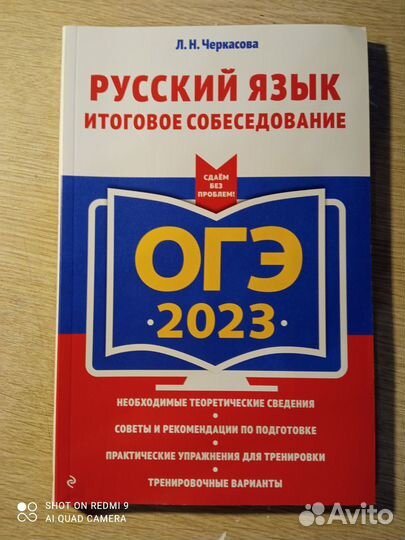 Л. Н. Черкасова
РУССКИЙ ЯЗЫК
ИТОГОВОЕ СОБЕСЕДОВАНИЕ
СДАЁМ
БЕЗ
ПРОБЛЕМ!
ОГЭ
·2023·
НЕОБХОДИМЫЕ ТЕОРЕТИЧЕСКИЕ СВЕДЕНИЯ
•
СОВЕТЫ И РЕКОМЕНДАЦИИ ПО ПОДГОТОВКЕ
•
ПРАКТИЧЕСКИЕ УПРАЖНЕНИЯ ДЛЯ ТРЕНИРОВКИ
•
ТРЕНИРОВОЧНЫЕ ВАРИАНТЫ
SHOT ON REDMI 9
AI QUAD CAMERA
Avito